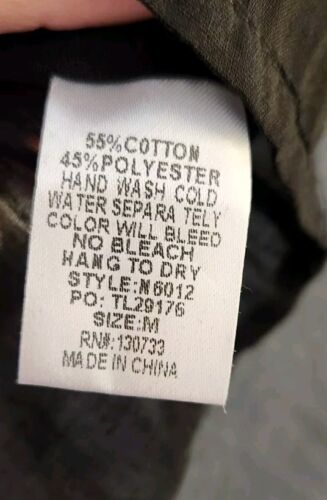 55%COTTON
45%POLYESTER
HAND WASH COLD
WATER SEPARA TELY
COLOR WILL BLEED
NO BLEACH
HANG TO DRY
STYLE:N6012
PO: TL29176
SIZE:M
RN#:130733
MADE IN CHINA